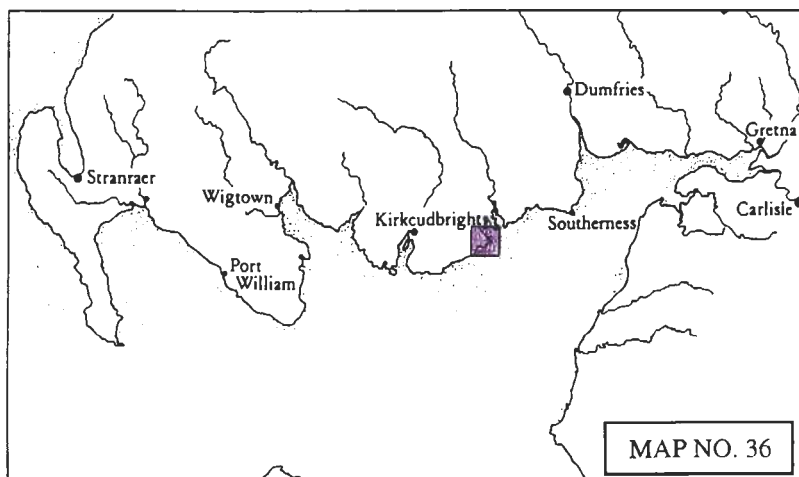 Dumfries
Gretna
Stranraer
Wigtown
Kirkcudbright
Southerness
Carlisle
Port
William
MAP NO. 36